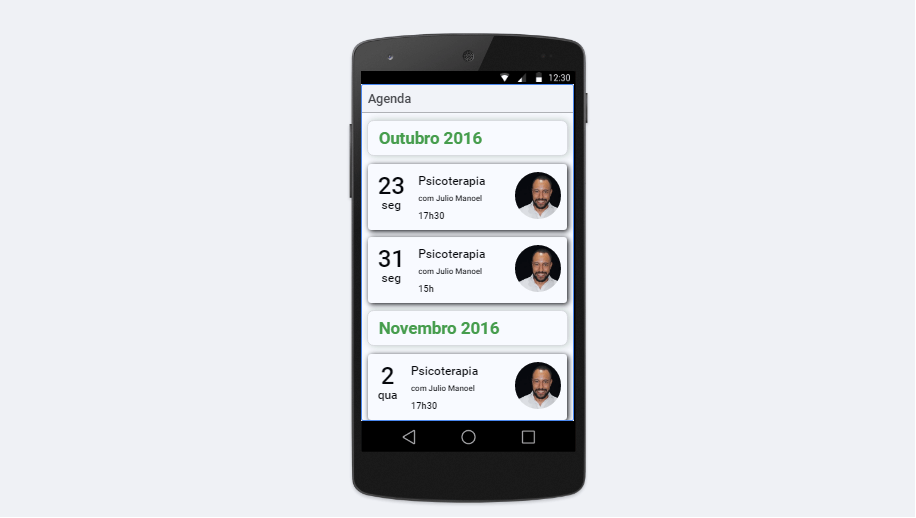 12:30
Agenda
Outubro 2016
23
seg
Psicoterapia
com Julio Manoel
17h30
31
seg
Psicoterapia
com Julio Manoel
15h
Novembro 2016
2
qua
Psicoterapia
com Julio Manoel
17h30